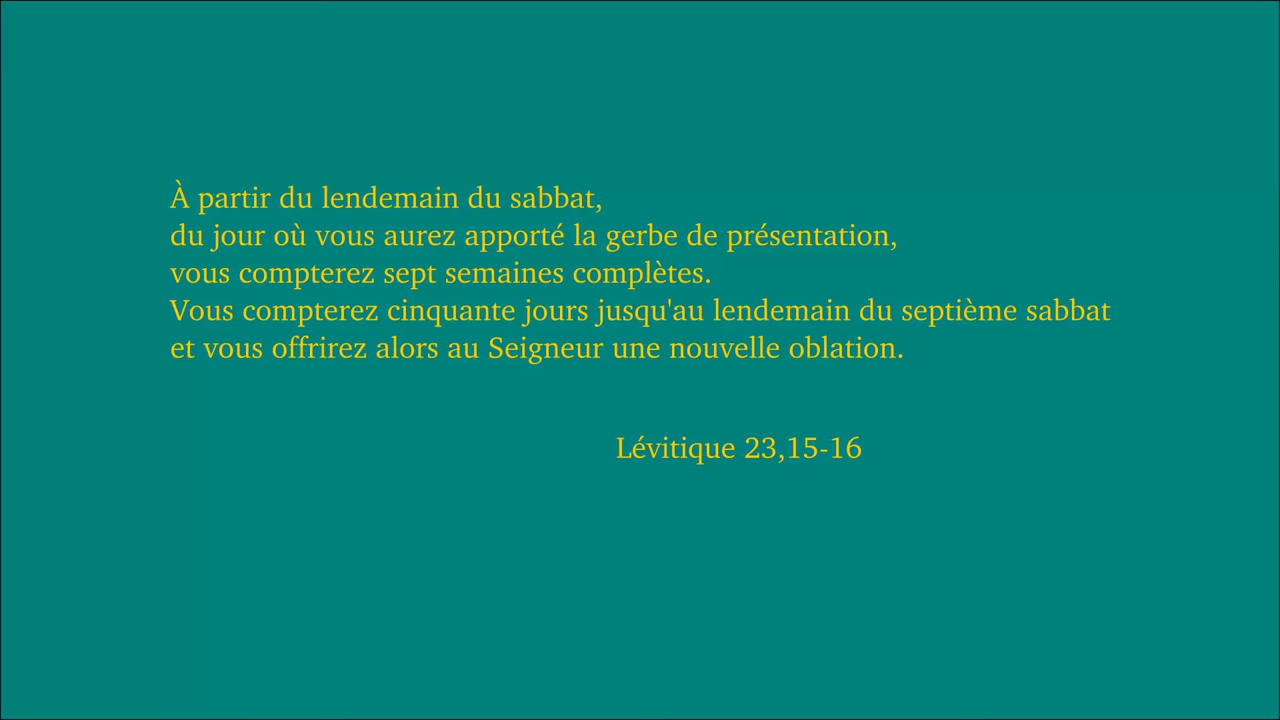 À partir du lendemain du sabbat,
du jour où vous aurez apporté la gerbe de présentation,
vous compterez sept semaines complètes.
Vous compterez cinquante jours jusqu'au lendemain du septième sabbat
et vous offrirez alors au Seigneur une nouvelle oblation.
Lévitique 23,15-16